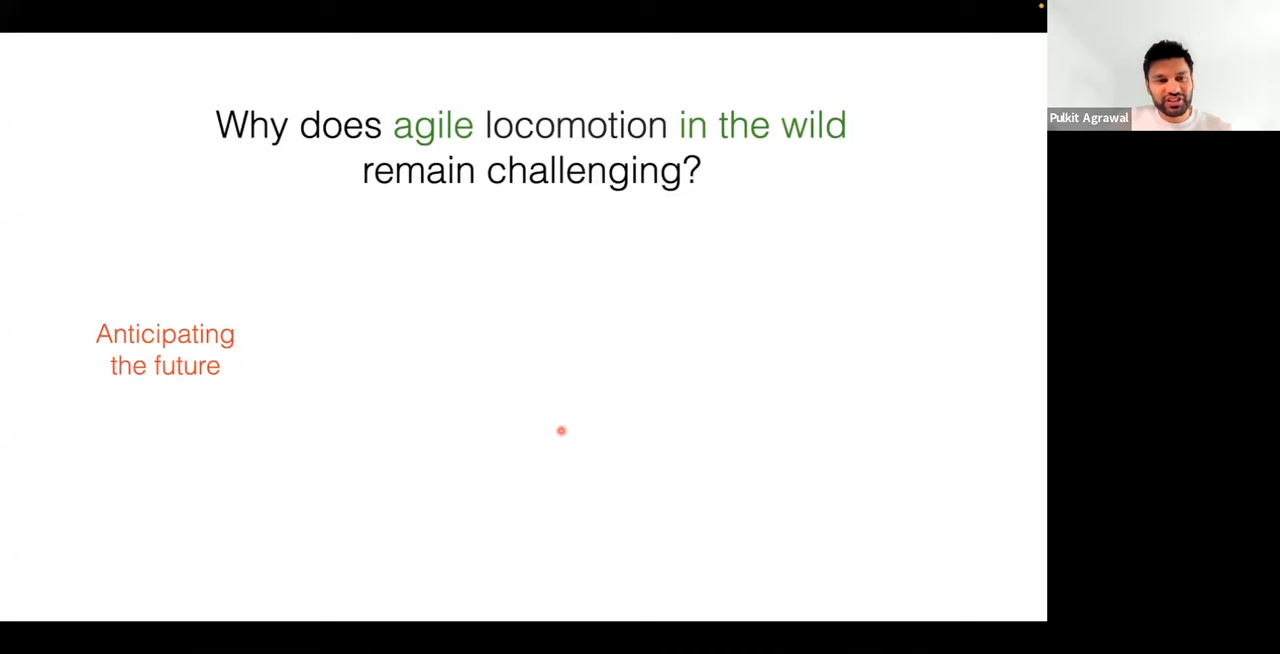 Why does agile locomotion in the wild
remain challenging?
Anticipating
the future
Pulkit Agrawal